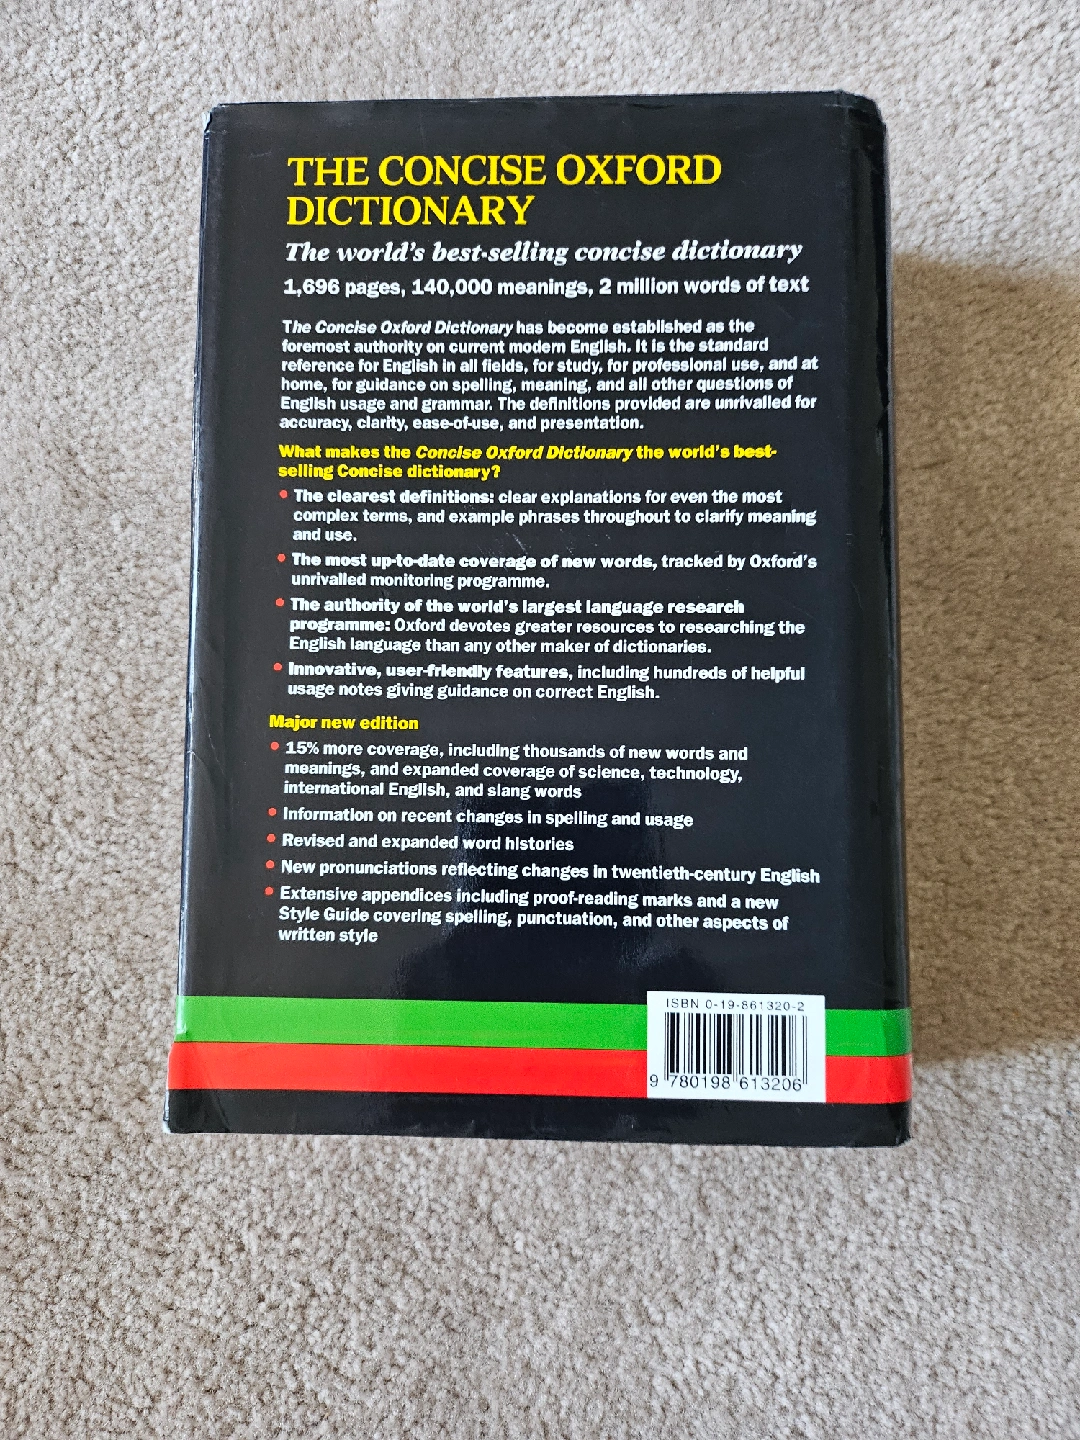 THE CONCISE OXFORD
DICTIONARY
The world's best-selling concise dictionary
1,696 pages, 140,000 meanings, 2 million words of text
The Concise Oxford Dictionary has become established as the
foremost authority on current modern English. It is the standard
reference for English in all fields, for study, for professional use, and at
home, for guidance on spelling, meaning, and all other questions of
English usage and grammar. The definitions provided are unrivalled for
accuracy, clarity, ease-of-use, and presentation.
What makes the Concise Oxford Dictionary the world's best-
selling Concise dictionary?
• The clearest definitions: clear explanations for even the most
complex terms, and example phrases throughout to clarify meaning
and use.
• The most up-to-date coverage of new words, tracked by Oxford's
unrivalled monitoring programme.
• The authority of the world's largest language research
programme: Oxford devotes greater resources to researching the
English language than any other maker of dictionaries.
• Innovative, user-friendly features, including hundreds of helpful
usage notes giving guidance on correct English.
Major new edition
• 15% more coverage, including thousands of new words and
meanings, and expanded coverage of science, technology,
international English, and slang words
• Information on recent changes in spelling and usage
• Revised and expanded word histories
• New pronunciations reflecting changes in twentieth-century English
• Extensive appendices including proof-reading marks and a new
Style Guide covering spelling, punctuation, and other aspects of
written style
ISBN 0-19-861320-2
9 780198 613206